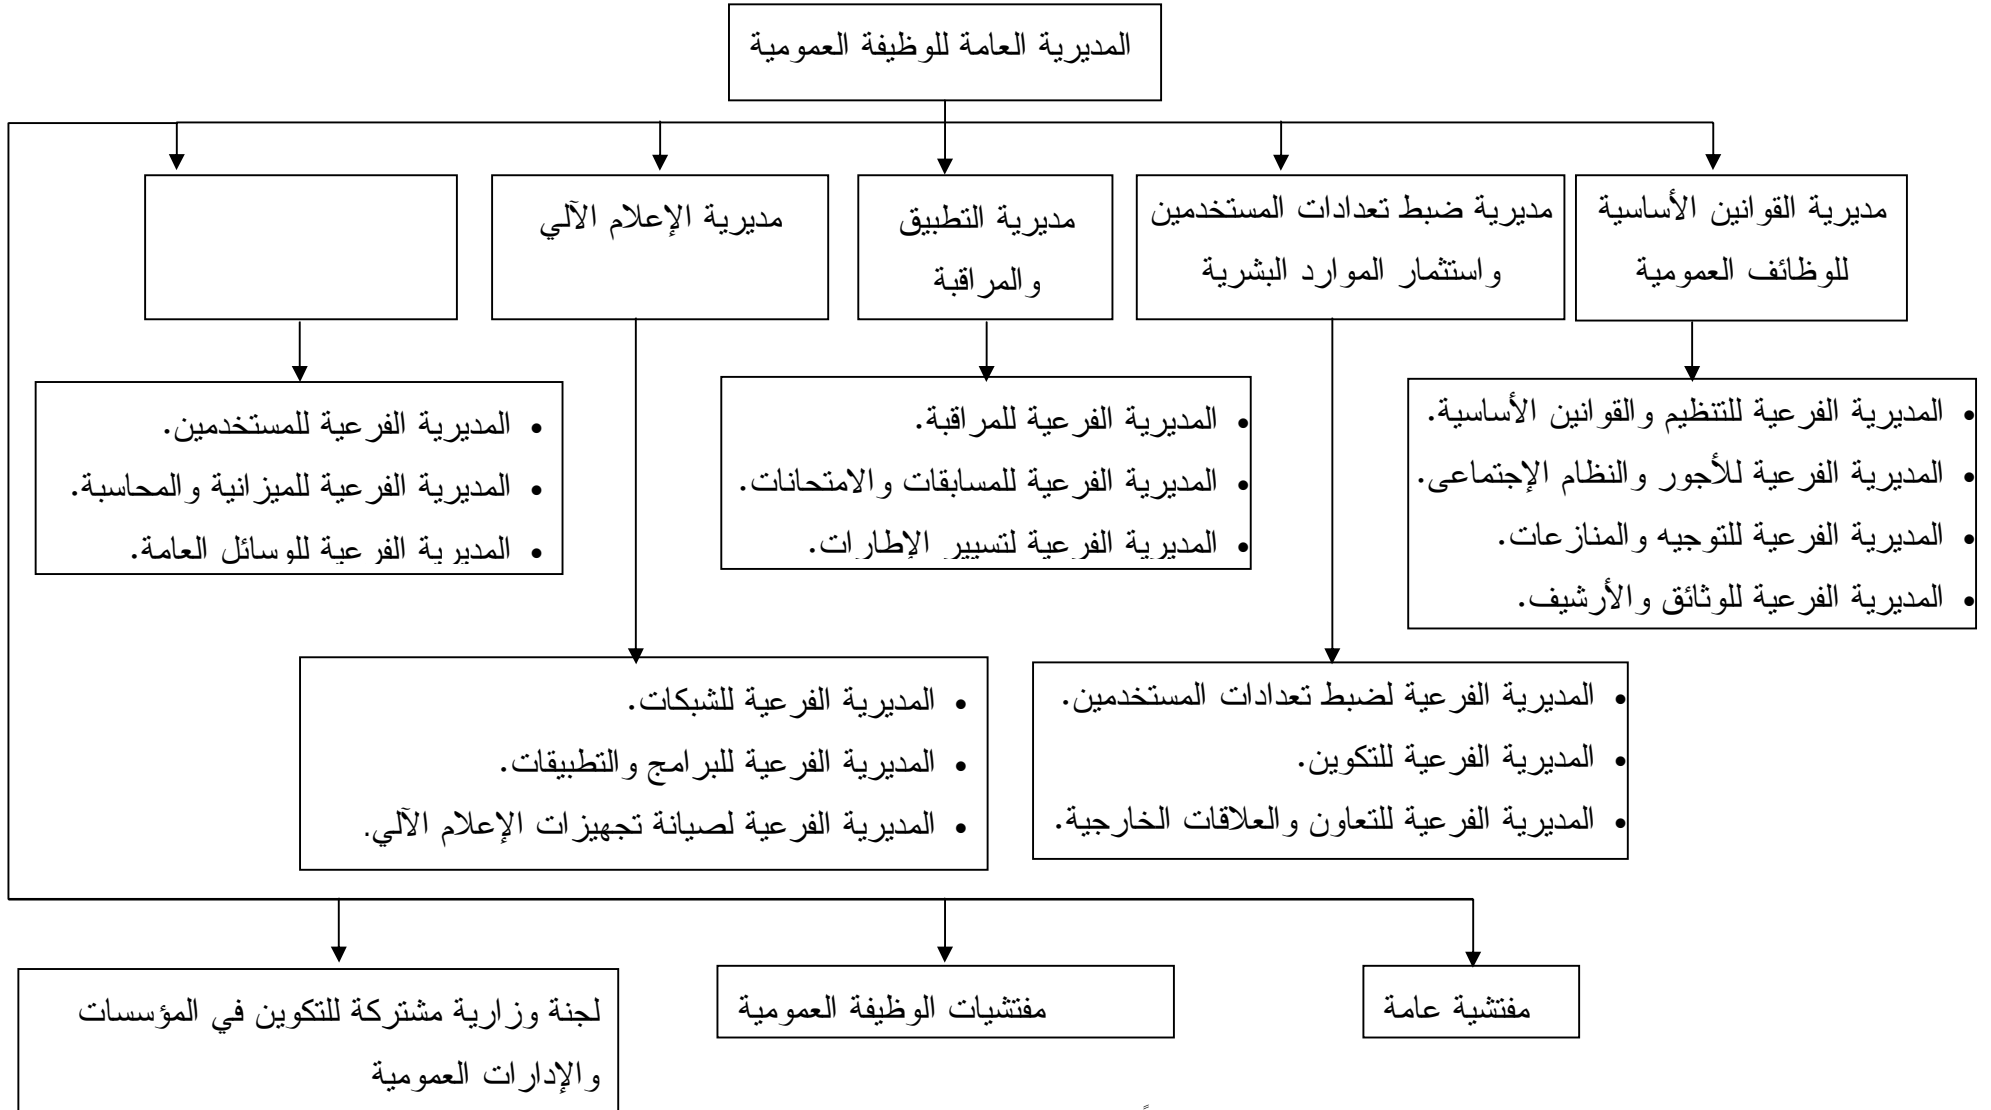 المديرية العامة للوظيفة العمومية
مديرية القوانين الأساسية
للوظائف العمومية
مديرية ضبط تعدادات المستخدمين
واستثمار الموارد البشرية
مديرية التطبيق
والمراقبة
مديرية الإعلام الآلي
• المديرية الفرعية للتنظيم والقوانين الأساسية.
• المديرية الفرعية للأجور والنظام الإجتماعى.
• المديرية الفرعية للتوجيه والمنازعات.
• المديرية الفرعية للوثائق والأرشيف.
• المديرية الفرعية للمراقبة.
• المديرية الفرعية للمسابقات والامتحانات.
• المديرية الفرعية لتسيير الإطارات.
• المديرية الفرعية للمستخدمين.
• المديرية الفرعية للميزانية والمحاسبة.
• المديرية الفرعية للوسائل العامة.
• المديرية الفرعية لضبط تعدادات المستخدمين.
• المديرية الفرعية للتكوين.
• المديرية الفرعية للتعاون والعلاقات الخارجية.
• المديرية الفرعية للشبكات.
• المديرية الفرعية للبرامج والتطبيقات.
• المديرية الفرعية لصيانة تجهيزات الإعلام الآلي.
مفتشية عامة
مفتشيات الوظيفة العمومية
لجنة وزارية مشتركة للتكوين في المؤسسات
والإدارات العمومية